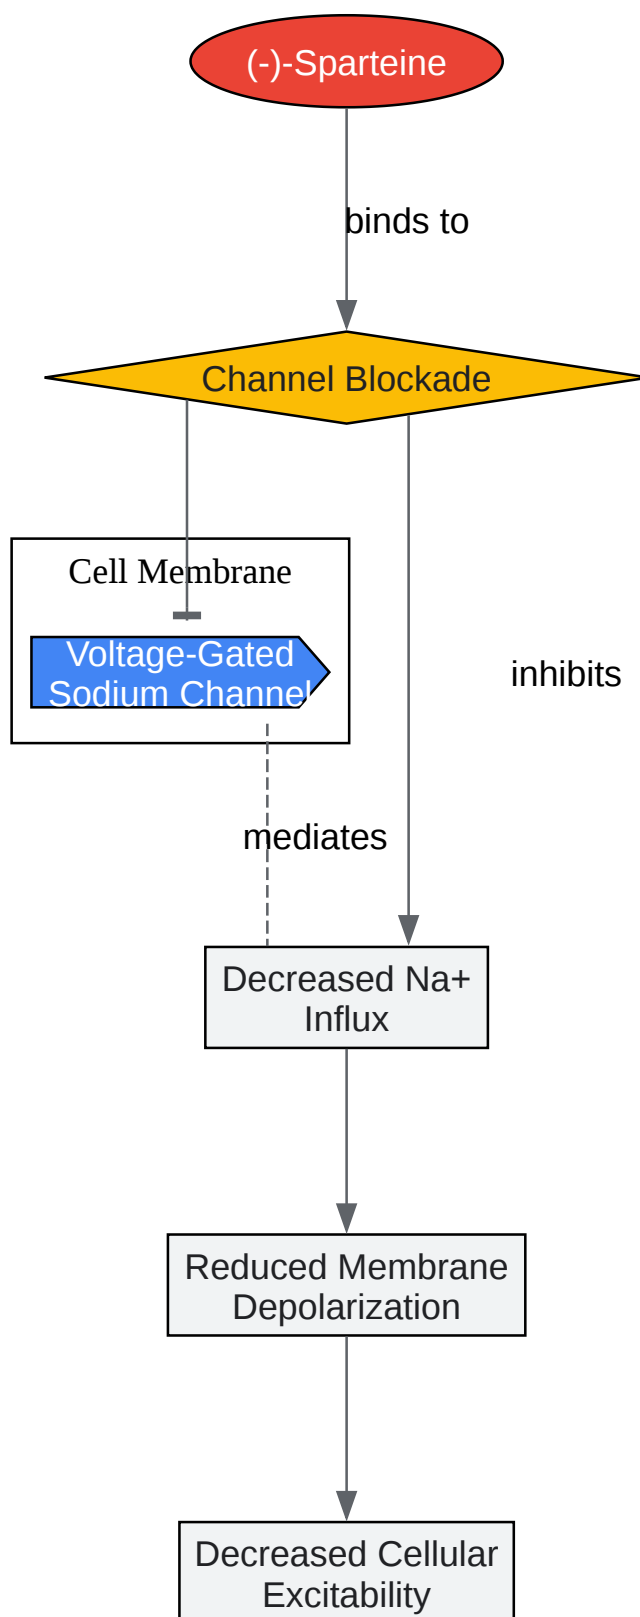 (-)-Sparteine
binds to
Channel Blockade
Cell Membrane
Voltage-Gated
Sodium Channel
inhibits
mediates
Decreased Na+
Influx
Reduced Membrane
Depolarization
Decreased Cellular
Excitability